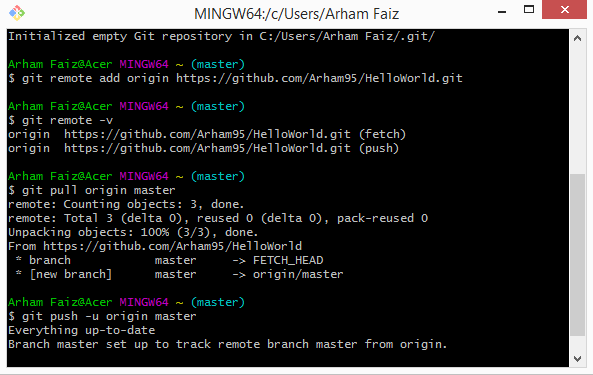 MINGW64:/c/Users/Arham Faiz
Initialized empty Git repository in C:/Users/Arham Faiz/.git/
Arham Faiz@Acer MINGW64 ~ (master)
$ git remote add origin https://github.com/Arham95/HelloWorld.git
Arham Faiz@Acer MINGW64 ~ (master)
$ git remote -v
origin  https://github.com/Arham95/HelloWorld.git (fetch)
origin  https://github.com/Arham95/HelloWorld.git (push)
Arham Faiz@Acer MINGW64 ~ (master)
$ git pull origin master
remote: Counting objects: 3, done.
remote: Total 3 (delta 0), reused 0 (delta 0), pack-reused 0
Unpacking objects: 100% (3/3), done.
From https://github.com/Arham95/HelloWorld
 * branch            master     -> FETCH_HEAD
 * [new branch]      master     -> origin/master
Arham Faiz@Acer MINGW64 ~ (master)
$ git push -u origin master
Everything up-to-date
Branch master set up to track remote branch master from origin.